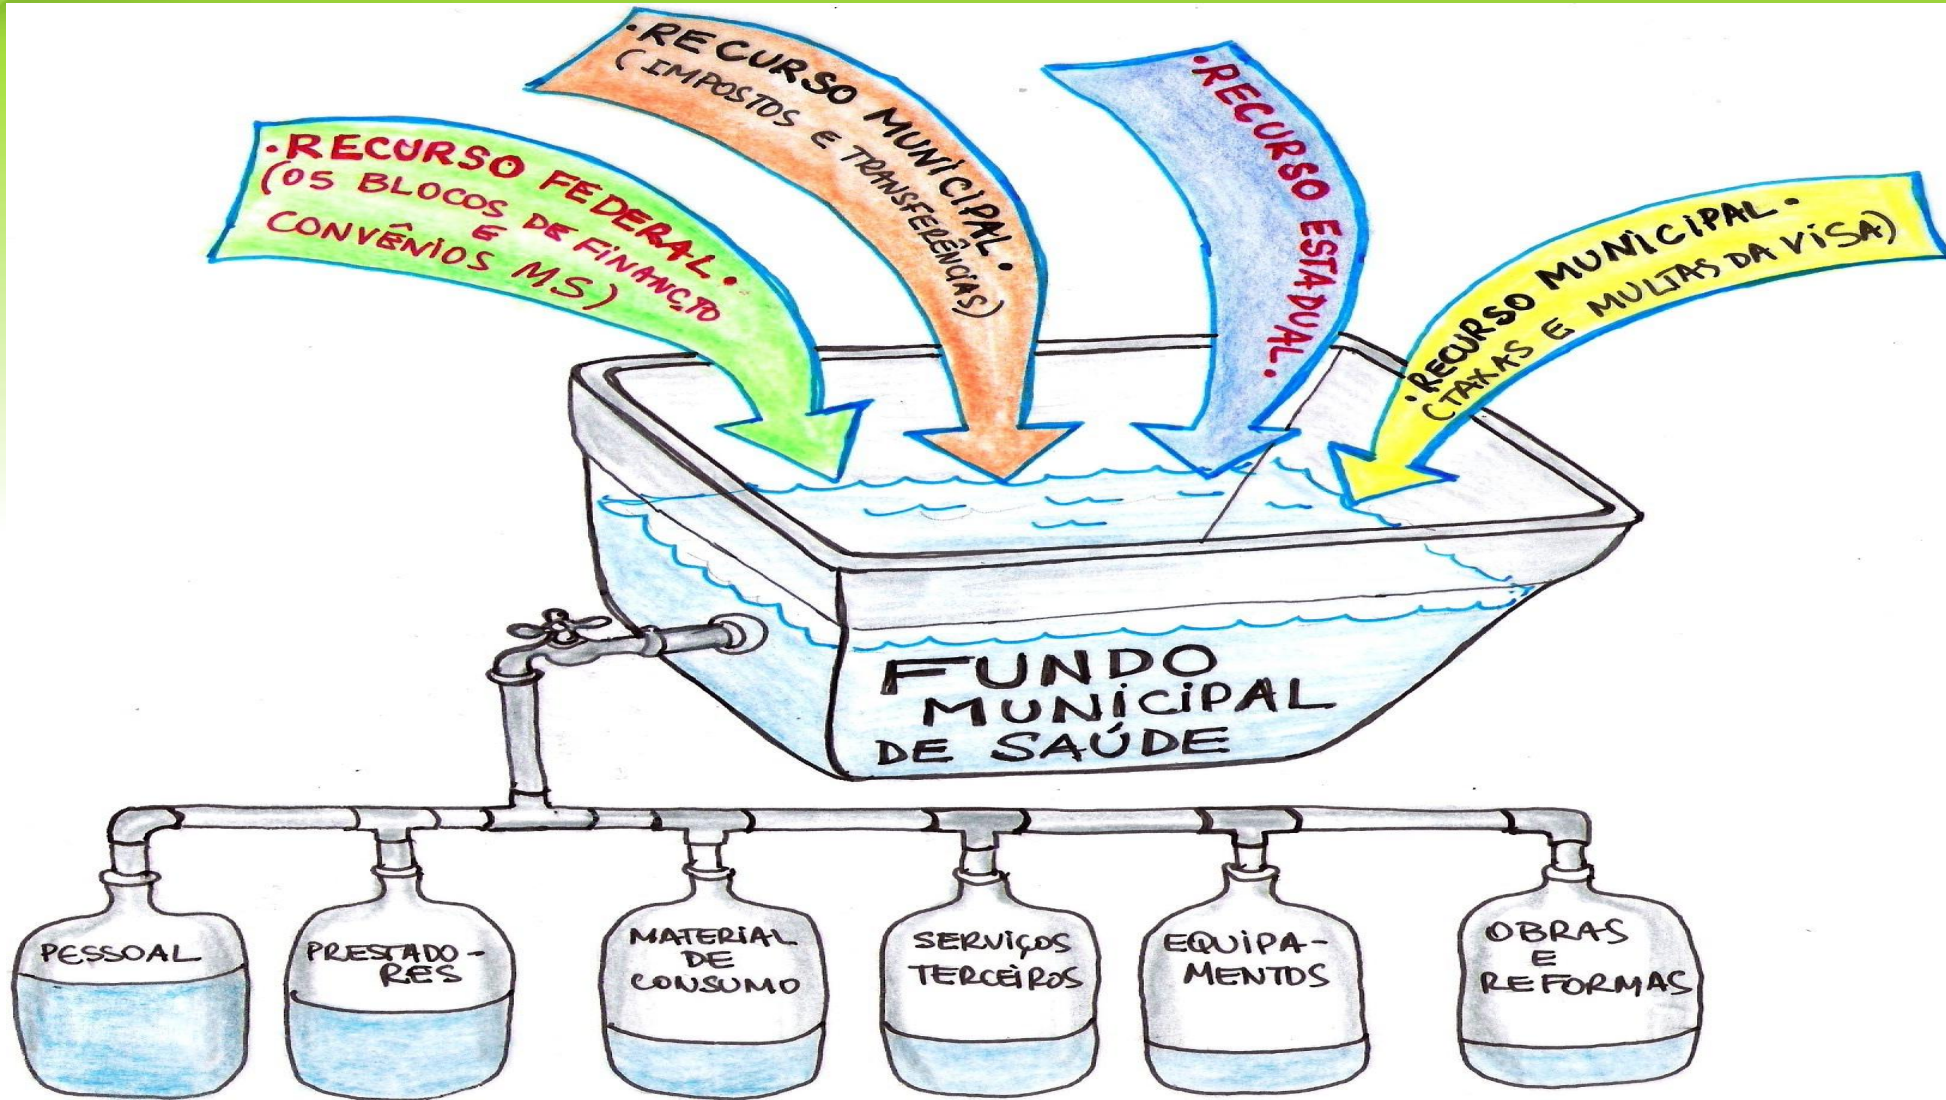 ·RECURSO FEDERAL·
(OS BLOCOS DE FINANÇTO
E
CONVÊNIOS MS)
·RECURSO MUNICIPAL·
(IMPOSTOS E TRANSFERÊNCIAS)
·RECURSO ESTADUAL·
·RECURSO MUNICIPAL·
(TAXAS E MULTAS DA VISA)
FUNDO
MUNICIPAL
DE SAÚDE
PESSOAL
PRESTADO-
RES
MATERIAL
DE
CONSUMO
SERVIÇOS
TERCEIROS
EQUIPA-
MENTOS
OBRAS
E
REFORMAS